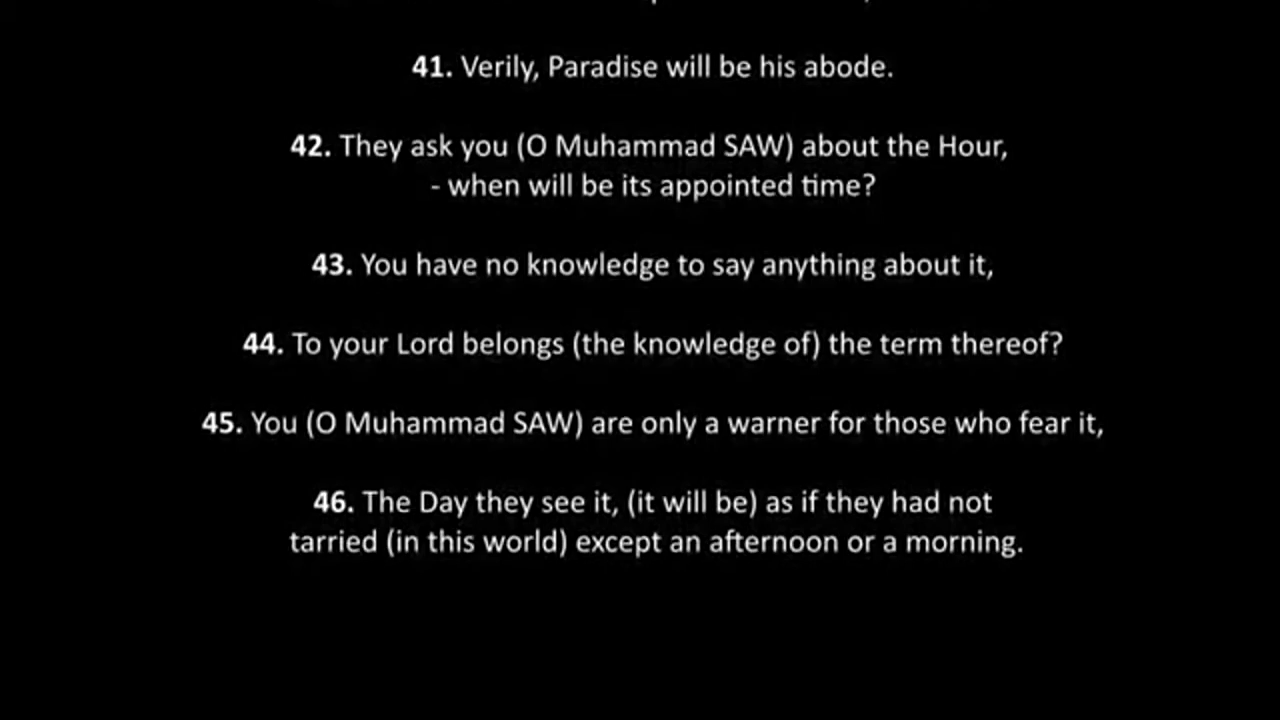 41. Verily, Paradise will be his abode.
42. They ask you (O Muhammad SAW) about the Hour,
- when will be its appointed time?
43. You have no knowledge to say anything about it,
44. To your Lord belongs (the knowledge of) the term thereof?
45. You (O Muhammad SAW) are only a warner for those who fear it,
46. The Day they see it, (it will be) as if they had not
tarried (in this world) except an afternoon or a morning.